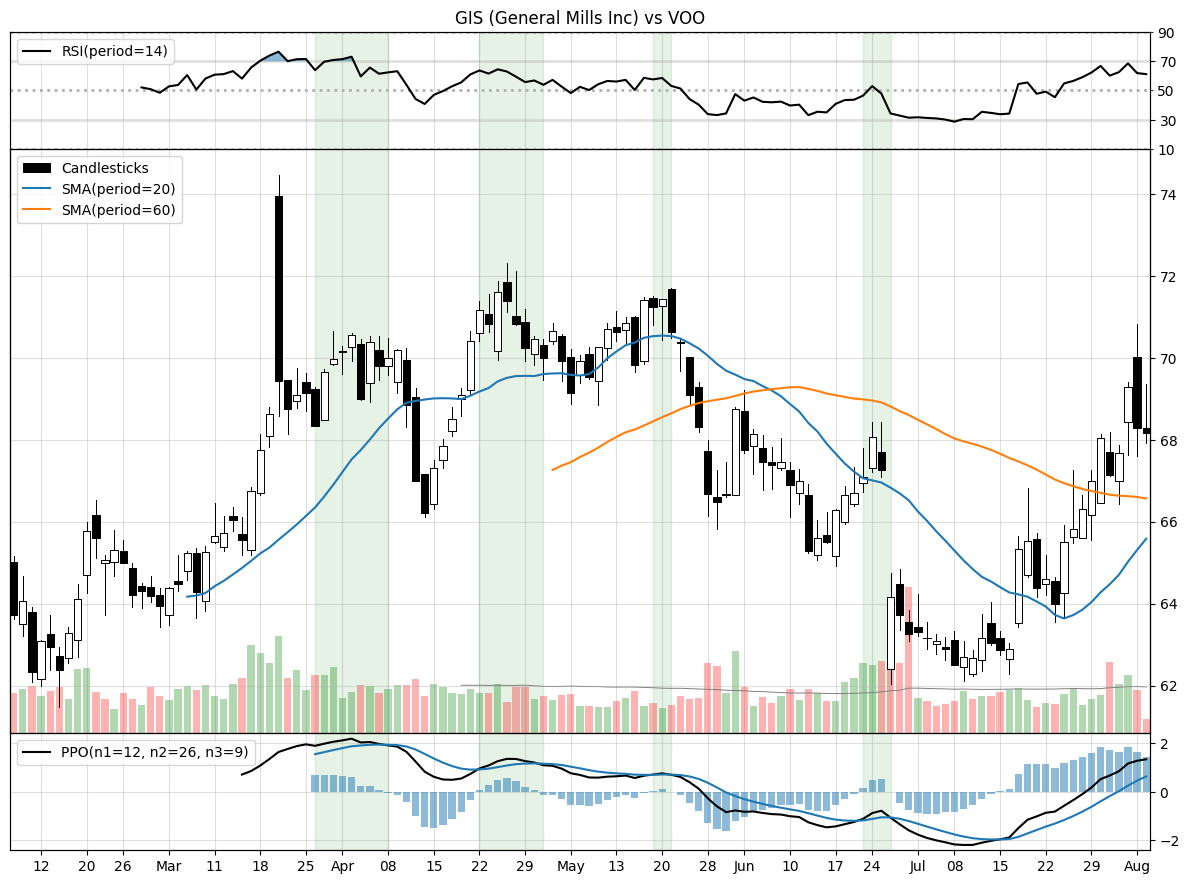 GIS (General Mills Inc) vs VOO
RSI(period=14)
90
70
50
30
10
Candlesticks
SMA(period=20)
SMA(period=60)
74
72
70
68
66
64
62
PPO(n1=12, n2=26, n3=9)
2
0
−2
12 20 26 Mar 11 18 25 Apr 08 15 22 29 May 13 20 28 Jun 10 17 24 Jul 08 15 22 29 Aug